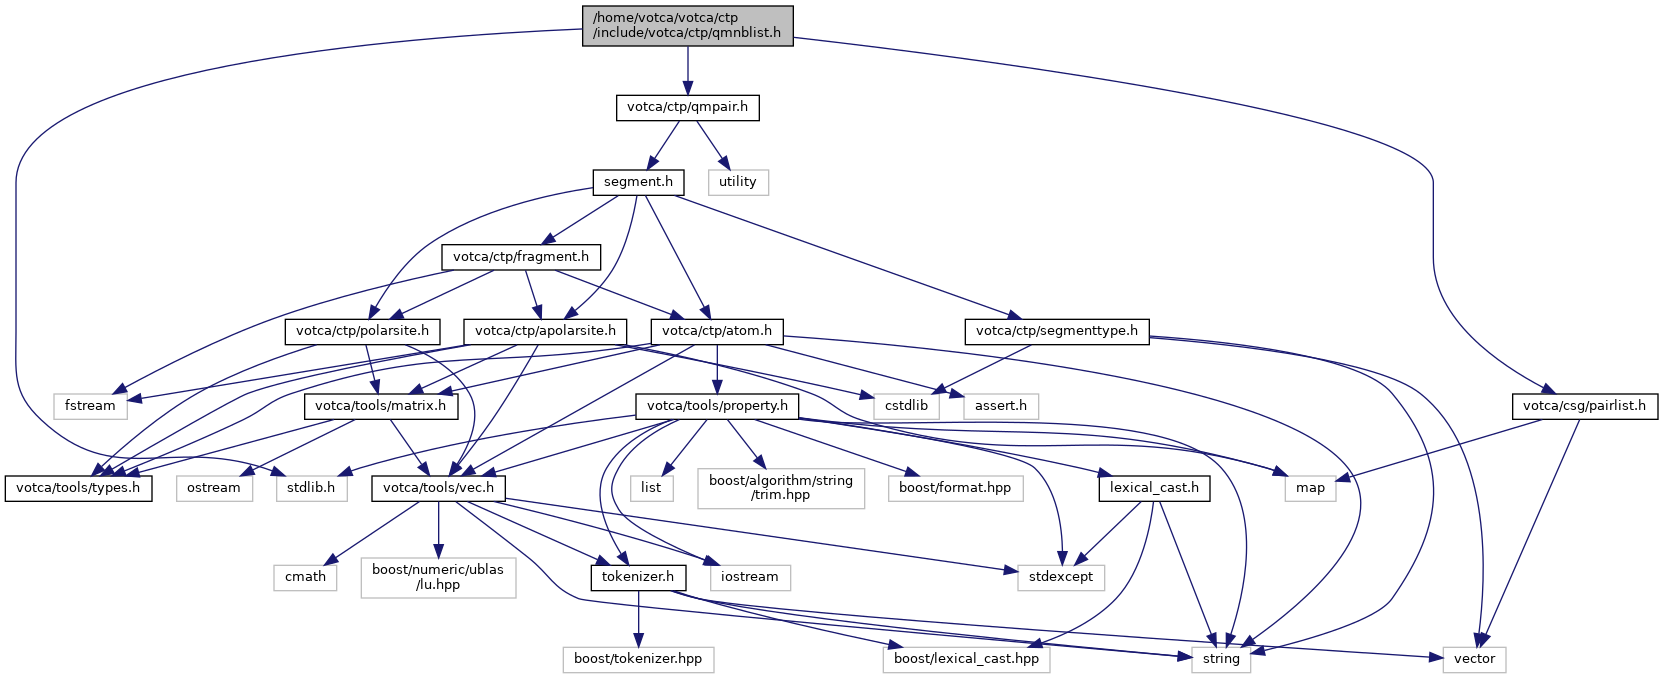 /home/votca/votca/ctp
/include/votca/ctp/qmnblist.h
votca/ctp/qmpair.h
segment.h
utility
votca/ctp/fragment.h
votca/ctp/polarsite.h
votca/ctp/apolarsite.h
votca/ctp/atom.h
votca/ctp/segmenttype.h
fstream
votca/tools/matrix.h
votca/tools/property.h
cstdlib
assert.h
votca/csg/pairlist.h
votca/tools/types.h
ostream
stdlib.h
votca/tools/vec.h
list
boost/algorithm/string
/trim.hpp
boost/format.hpp
lexical_cast.h
map
cmath
boost/numeric/ublas
/lu.hpp
tokenizer.h
iostream
stdexcept
boost/tokenizer.hpp
boost/lexical_cast.hpp
string
vector